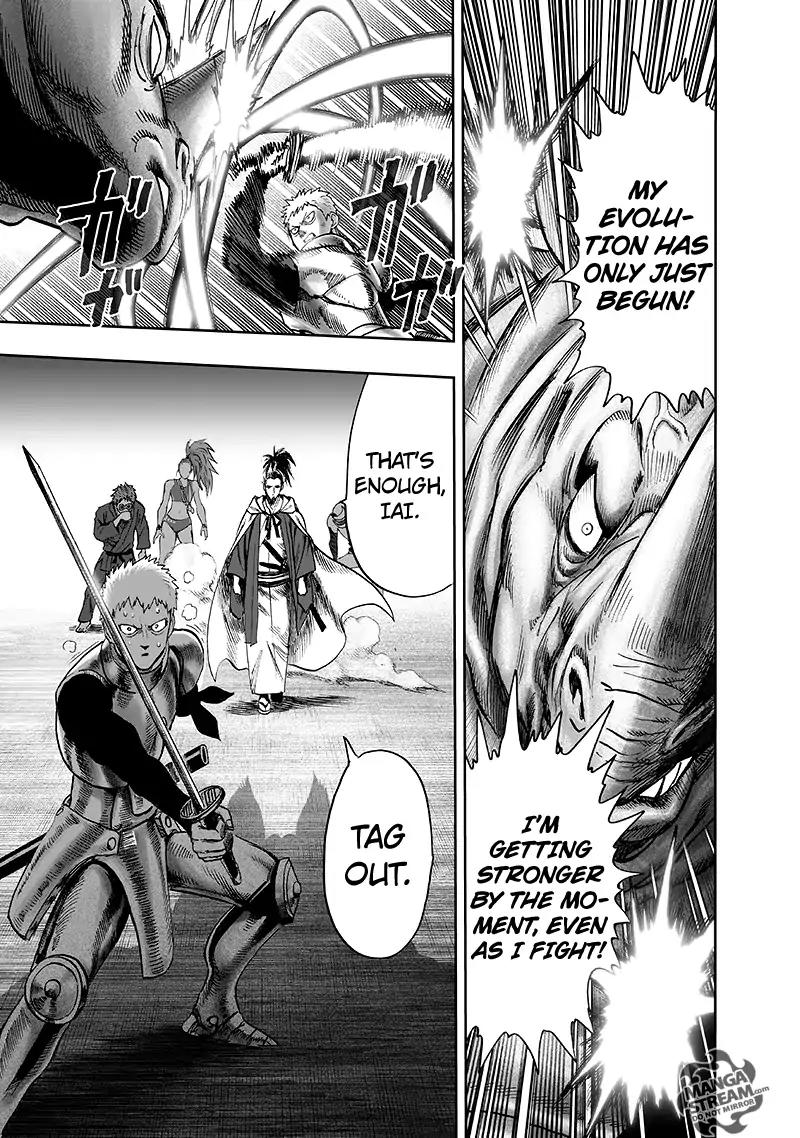 MY
EVOLU-
TION HAS
ONLY JUST
BEGUN!
I'M
GETTING
STRONGER
BY THE MO-
MENT, EVEN
AS I FIGHT!
ガガ
ガガ
THAT'S
ENOUGH,
IAI.
TAG
OUT.
MANGA
STREAM.com
DO NOT MIRROR